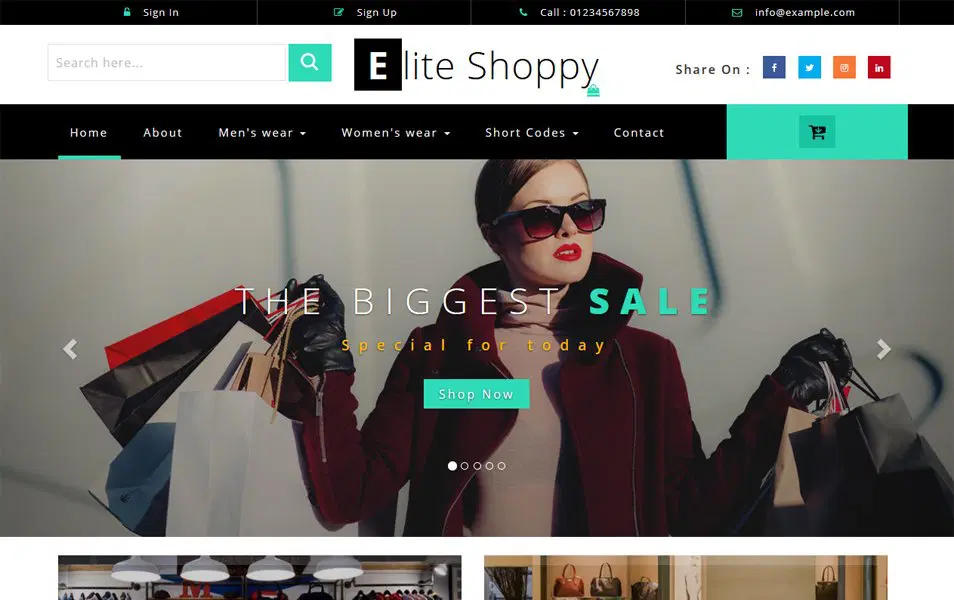 Sign In
Sign Up
Call : 01234567898
info@example.com
Search here...
Elite Shoppy
Share On :
Home
About
Men's wear
Women's wear
Short Codes
Contact
THE BIGGEST SALE
Special for today
Shop Now